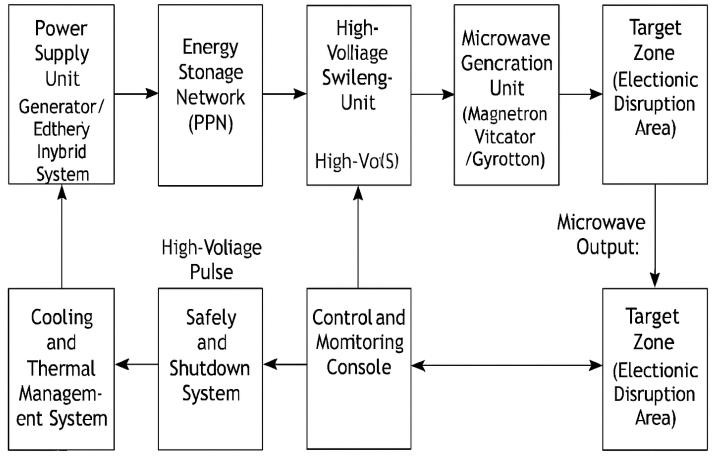 Power
Supply
Unit
Generator/
Edthery
Inybrid
System
Energy
Stonage
Network
(PPN)
High-
Volliage
Swileng-
Unit
High-Vo(S)
Microwave
Gencration
Unit
(Magnetron
Vitcator
/Gyrotton)
Target
Zone
(Electionic
Disruption
Area)
Microwave
Output:
High-Voliage
Pulse
Cooling
and
Thermal
Managem-
ent System
Safely
and
Shutdown
System
Control and
Monitoring
Console
Target
Zone
(Electionic
Disruption
Area)